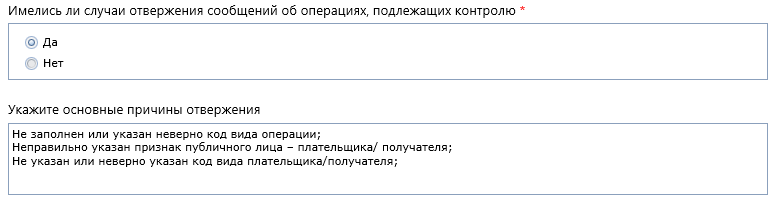 Имелись ли случаи отвержения сообщений об операциях, подлежащих контролю *
Да
Нет
Укажите основные причины отвержения
Не заполнен или указан неверно код вида операции;
Неправильно указан признак публичного лица – плательщика/ получателя;
Не указан или неверно указан код вида плательщика/получателя;